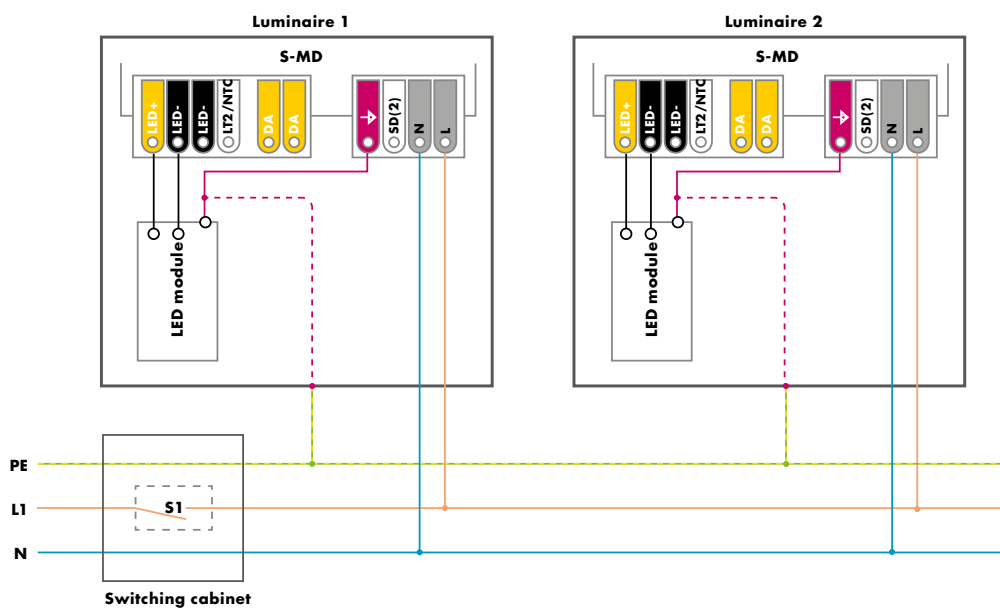 Luminaire 1
S-MD
LED+
LED-
LED-
LT2/NTC
DA
DA
SD(2)
N
L
LED module
Luminaire 2
S-MD
LED+
LED-
LED-
LT2/NTC
DA
DA
SD(2)
N
L
LED module
PE
L1
S1
N
Switching cabinet